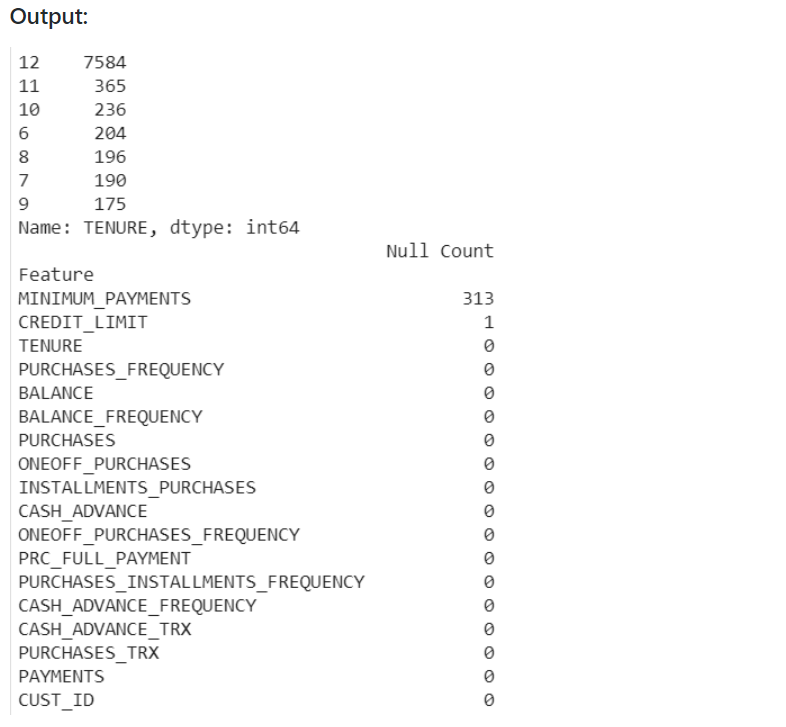 Output:
12 7584
11 365
10 236
6 204
8 196
7 190
9 175
Name: TENURE, dtype: int64
Null Count
Feature
MINIMUM_PAYMENTS 313
CREDIT_LIMIT 1
TENURE 0
PURCHASES_FREQUENCY 0
BALANCE 0
BALANCE_FREQUENCY 0
PURCHASES 0
ONEOFF_PURCHASES 0
INSTALLMENTS_PURCHASES 0
CASH_ADVANCE 0
ONEOFF_PURCHASES_FREQUENCY 0
PRC_FULL_PAYMENT 0
PURCHASES_INSTALLMENTS_FREQUENCY 0
CASH_ADVANCE_FREQUENCY 0
CASH_ADVANCE_TRX 0
PURCHASES_TRX 0
PAYMENTS 0
CUST_ID 0